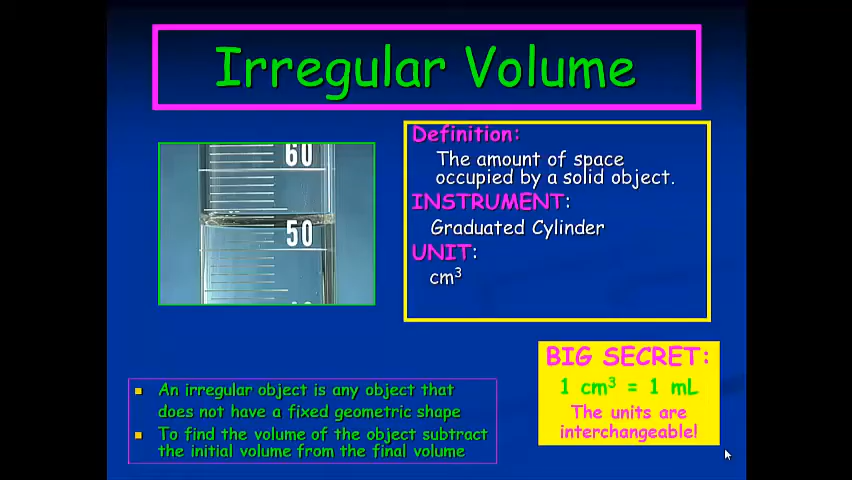 Irregular Volume
60
50
Definition:
The amount of space
occupied by a solid object.
INSTRUMENT:
Graduated Cylinder
UNIT:
cm³
BIG SECRET:
1 cm³ = 1 mL
The units are
interchangeable!
An irregular object is any object that
does not have a fixed geometric shape
To find the volume of the object subtract
the initial volume from the final volume